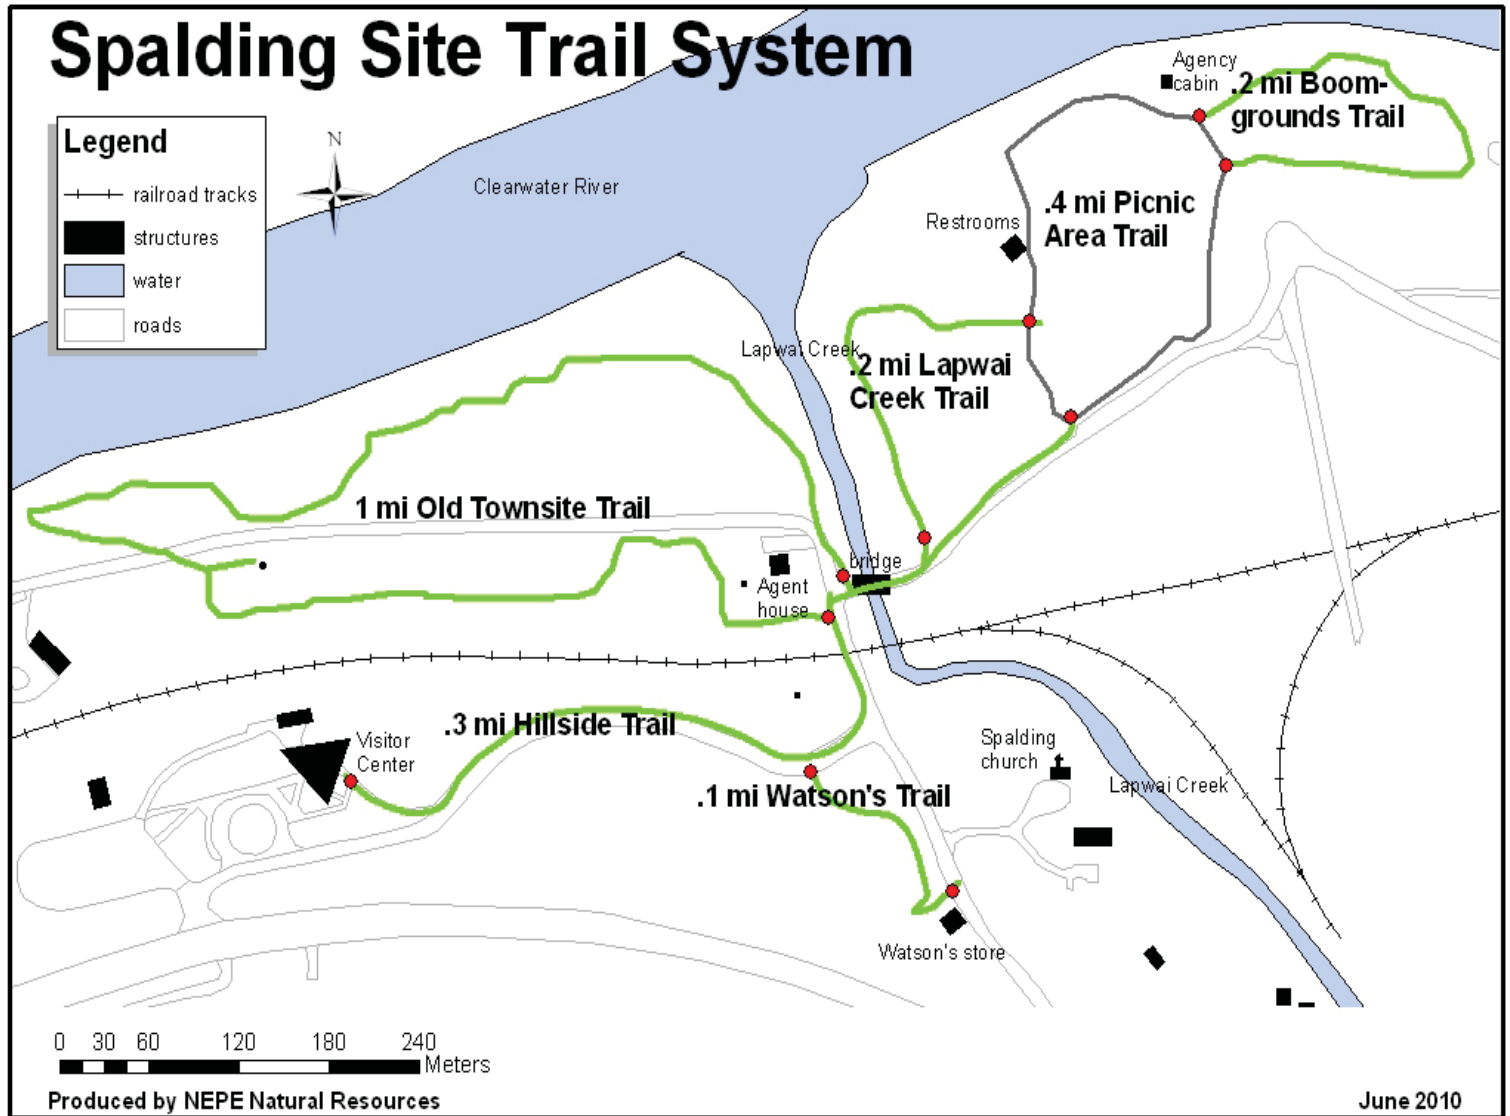 Spalding Site Trail System
Legend
railroad tracks
structures
water
roads
N
Clearwater River
Agency
cabin
.2 mi Boom-
grounds Trail
.4 mi Picnic
Area Trail
Restrooms
Lapwai Creek
.2 mi Lapwai
Creek Trail
1 mi Old Townsite Trail
bridge
Agent
house
.3 mi Hillside Trail
Visitor
Center
.1 mi Watson's Trail
Spalding
church
Lapwai Creek
Watson's store
0 30 60 120 180 240
Meters
Produced by NEPE Natural Resources
June 2010